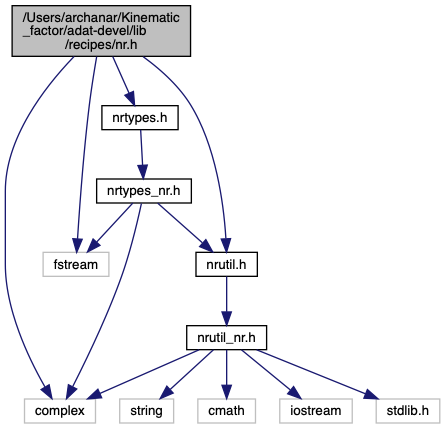 /Users/archanar/Kinematic
_factor/adat-devel/lib
/recipes/nr.h
nrtypes.h
nrtypes_nr.h
fstream
nrutil.h
nrutil_nr.h
complex
string
cmath
iostream
stdlib.h